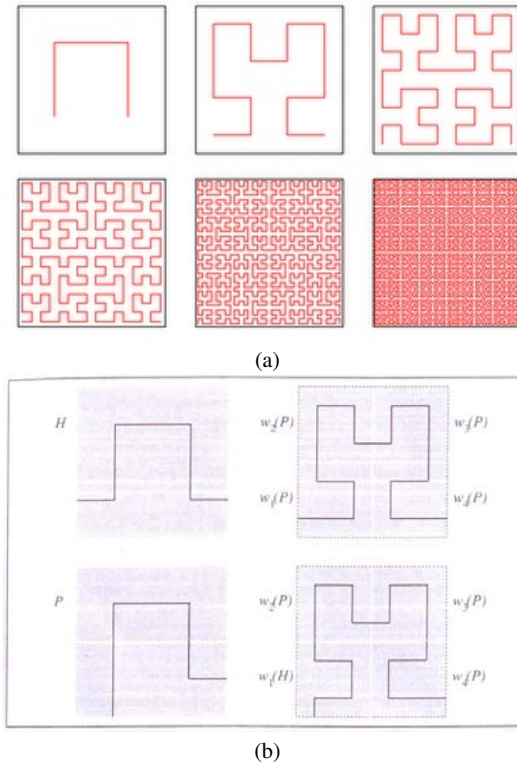 (a)
H w₂(P) w₃(P)
w₁(P) w₄(P)
P w₂(P) w₃(P)
w₁(H) w₄(P)
(b)